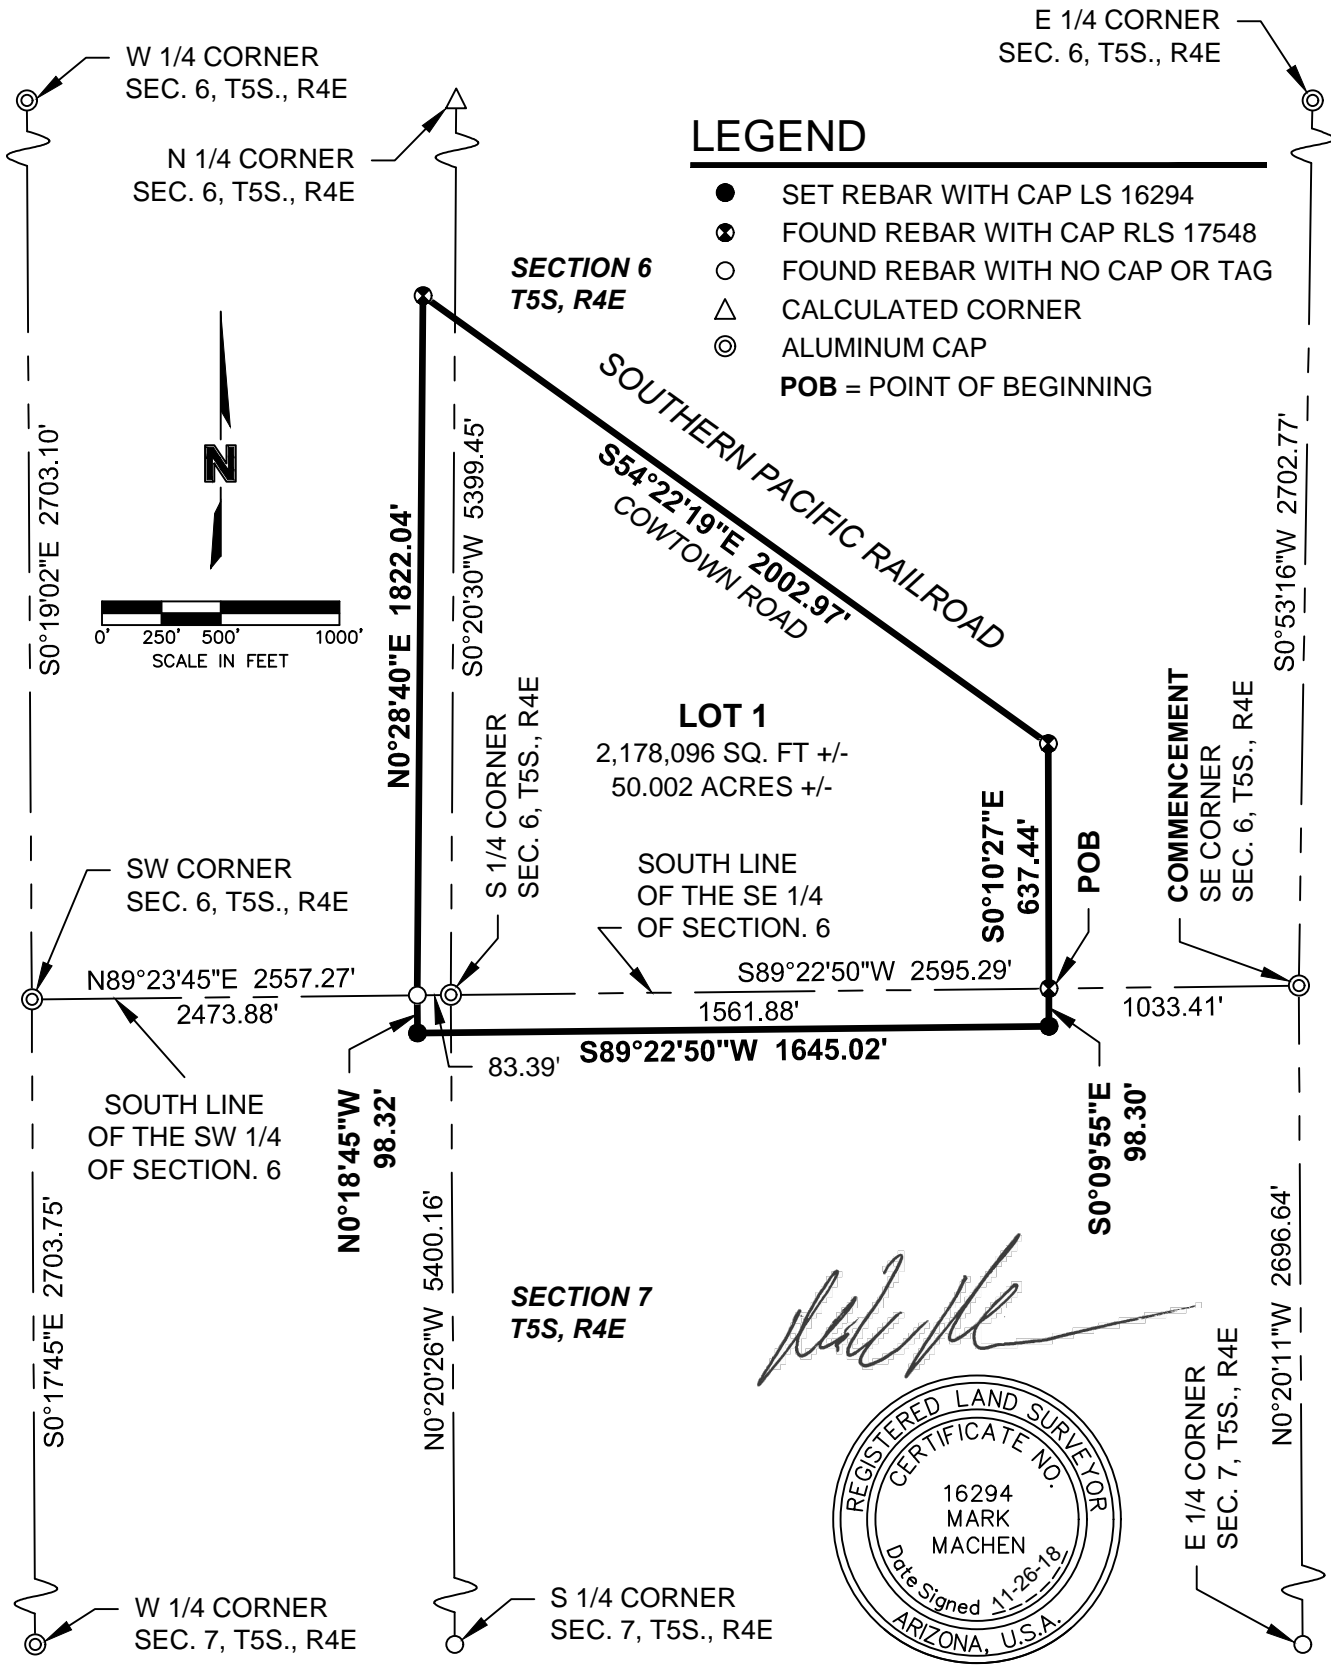 W 1/4 CORNER
SEC. 6, T5S., R4E
E 1/4 CORNER
SEC. 6, T5S., R4E
N 1/4 CORNER
SEC. 6, T5S., R4E
LEGEND
SET REBAR WITH CAP LS 16294
FOUND REBAR WITH CAP RLS 17548
FOUND REBAR WITH NO CAP OR TAG
CALCULATED CORNER
ALUMINUM CAP
POB = POINT OF BEGINNING
SECTION 6
T5S, R4E
N
0' 250' 500' 1000'
SCALE IN FEET
S0°19'02"E 2703.10'
N0°28'40"E 1822.04'
S0°20'30"W 5399.45'
SOUTHERN PACIFIC RAILROAD
S54°22'19"E 2002.97'
COWTOWN ROAD
S0°53'16"W 2702.77'
LOT 1
2,178,096 SQ. FT +/-
50.002 ACRES +/-
S 1/4 CORNER
SEC. 6, T5S., R4E
SOUTH LINE
OF THE SE 1/4
OF SECTION. 6
S0°10'27"E
637.44'
POB
COMMENCEMENT
SE CORNER
SEC. 6, T5S., R4E
SW CORNER
SEC. 6, T5S., R4E
N89°23'45"E 2557.27'
2473.88'
S89°22'50"W 2595.29'
1561.88'
1033.41'
S89°22'50"W 1645.02'
83.39'
SOUTH LINE
OF THE SW 1/4
OF SECTION. 6
N0°18'45"W
98.32'
S0°09'55"E
98.30'
S0°17'45"E 2703.75'
N0°20'26"W 5400.16'
SECTION 7
T5S, R4E
N0°20'11"W 2696.64'
E 1/4 CORNER
SEC. 7, T5S., R4E
REGISTERED LAND SURVEYOR
CERTIFICATE NO.
16294
MARK
MACHEN
Date Signed 11-26-18
ARIZONA, U.S.A.
W 1/4 CORNER
SEC. 7, T5S., R4E
S 1/4 CORNER
SEC. 7, T5S., R4E